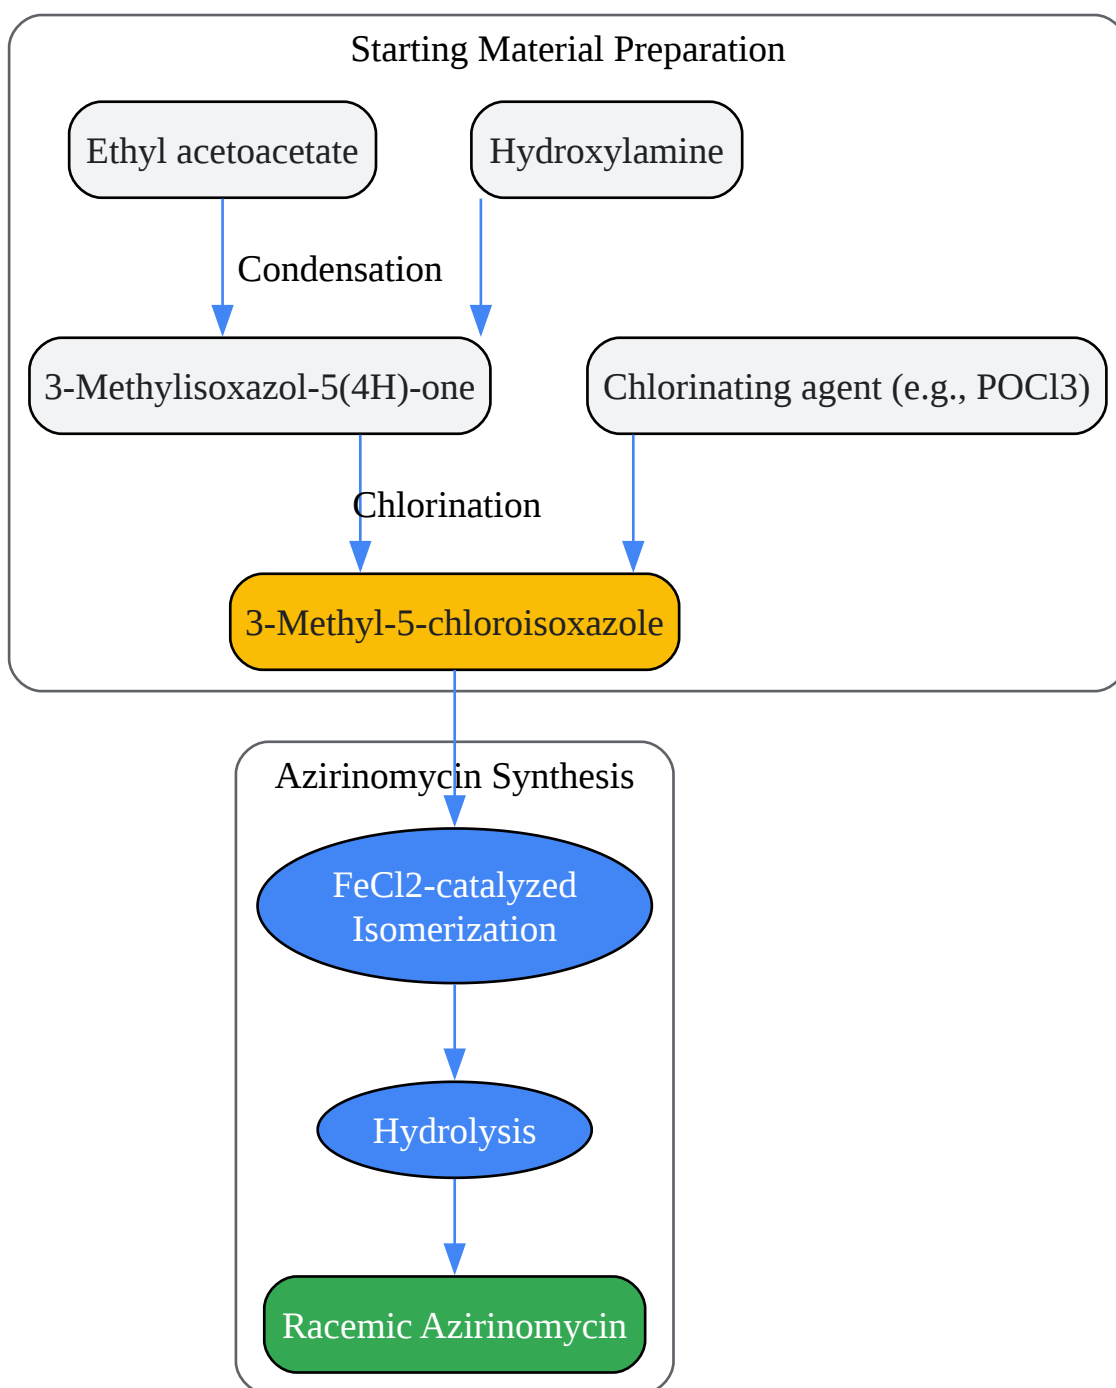 Starting Material Preparation
Ethyl acetoacetate
Hydroxylamine
Condensation
3-Methylisoxazol-5(4H)-one
Chlorinating agent (e.g., POCl3)
Chlorination
3-Methyl-5-chloroisoxazole
Azirinomycin Synthesis
FeCl2-catalyzed
Isomerization
Hydrolysis
Racemic Azirinomycin